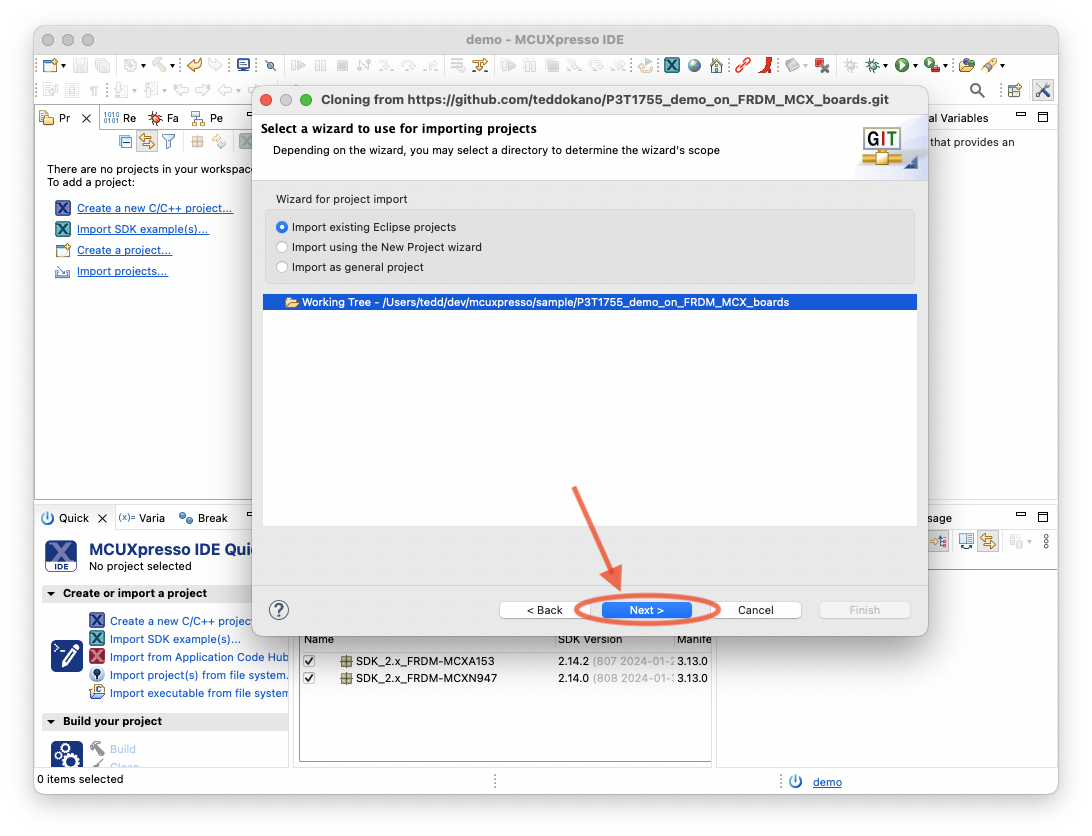 demo - MCUXpresso IDE
Pr
Re
Fa
Pe
al Variables
There are no projects in your workspac
To add a project:
Create a new C/C++ project...
Import SDK example(s)...
Create a project...
Import projects...
that provides an
Cloning from https://github.com/teddokano/P3T1755_demo_on_FRDM_MCX_boards.git
Select a wizard to use for importing projects
Depending on the wizard, you may select a directory to determine the wizard's scope
GIT
Wizard for project import
Import existing Eclipse projects
Import using the New Project wizard
Import as general project
Working Tree - /Users/tedd/dev/mcuxpresso/sample/P3T1755_demo_on_FRDM_MCX_boards
?
< Back
Next >
Cancel
Finish
Quick
(x)= Varia
Break
sage
IDE
MCUXpresso IDE Qui
No project selected
Create or import a project
Create a new C/C++ projec
Import SDK example(s)...
Import from Application Code Hub
Import project(s) from file system.
Import executable from file system
Build your project
Build
Clean
Name
SDK Version
Manife
SDK_2.x_FRDM-MCXA153
2.14.2 (807 2024-01-2
3.13.0
SDK_2.x_FRDM-MCXN947
2.14.0 (808 2024-01-
3.13.0
0 items selected
demo